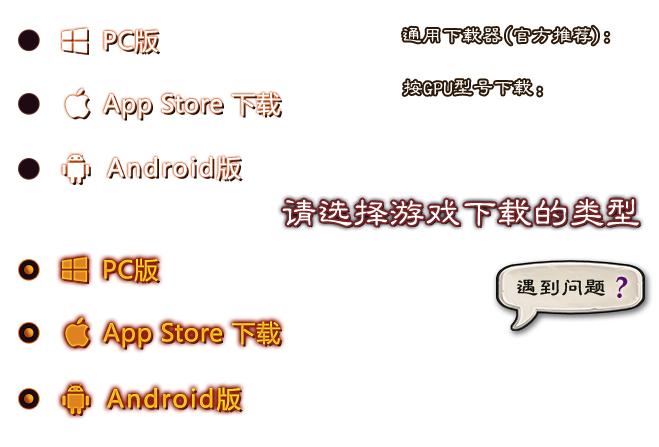 PC版
App Store 下载
Android版
通用下载器(官方推荐)：
按GPU型号下载：
请选择游戏下载的类型
PC版
App Store 下载
Android版
遇到问题？